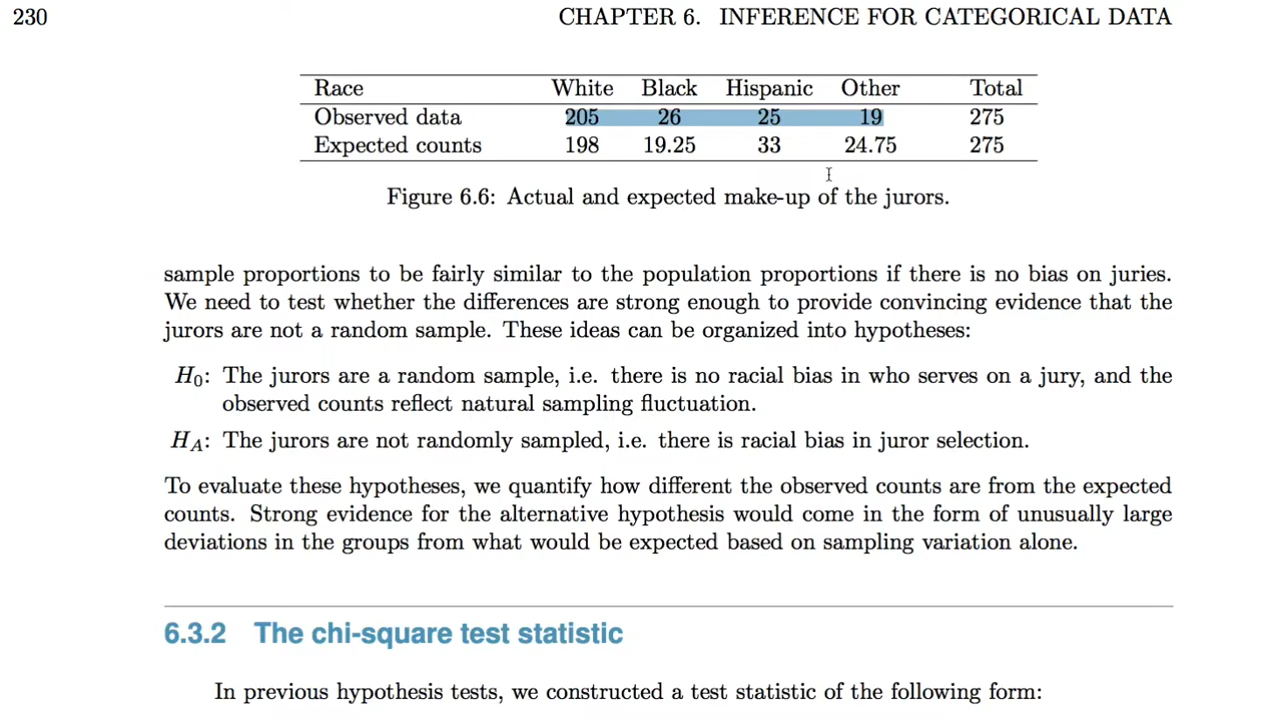 230 CHAPTER 6. INFERENCE FOR CATEGORICAL DATA
Race White Black Hispanic Other Total
Observed data 205 26 25 19 275
Expected counts 198 19.25 33 24.75 275
Figure 6.6: Actual and expected make-up of the jurors.
sample proportions to be fairly similar to the population proportions if there is no bias on juries.
We need to test whether the differences are strong enough to provide convincing evidence that the
jurors are not a random sample. These ideas can be organized into hypotheses:
H₀: The jurors are a random sample, i.e. there is no racial bias in who serves on a jury, and the
observed counts reflect natural sampling fluctuation.
H_A: The jurors are not randomly sampled, i.e. there is racial bias in juror selection.
To evaluate these hypotheses, we quantify how different the observed counts are from the expected
counts. Strong evidence for the alternative hypothesis would come in the form of unusually large
deviations in the groups from what would be expected based on sampling variation alone.
6.3.2 The chi-square test statistic
In previous hypothesis tests, we constructed a test statistic of the following form: